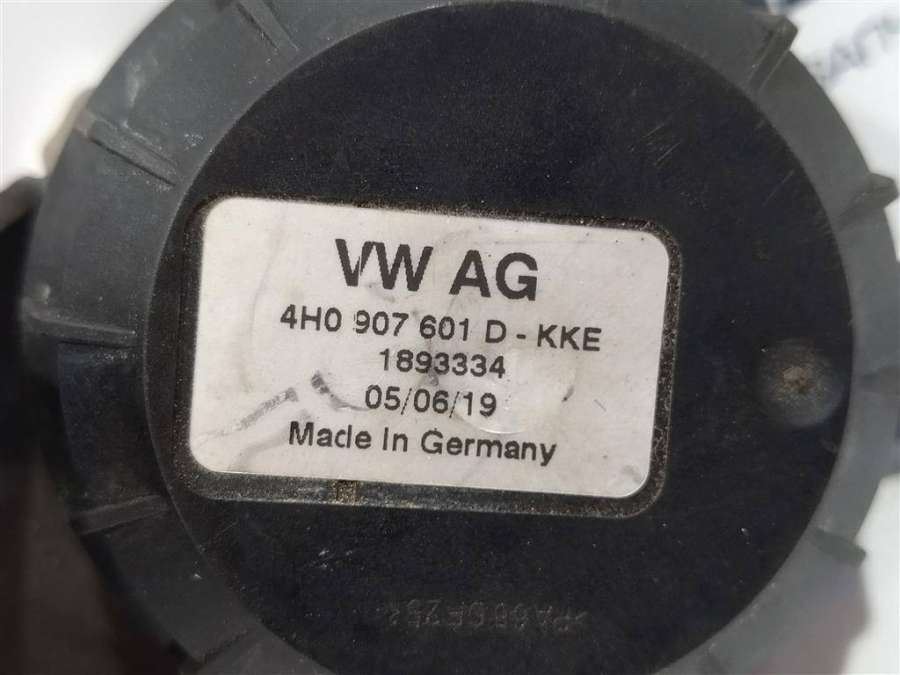 VW AG
4H0 907 601 D - KKE
1893334
05/06/19
Made In Germany